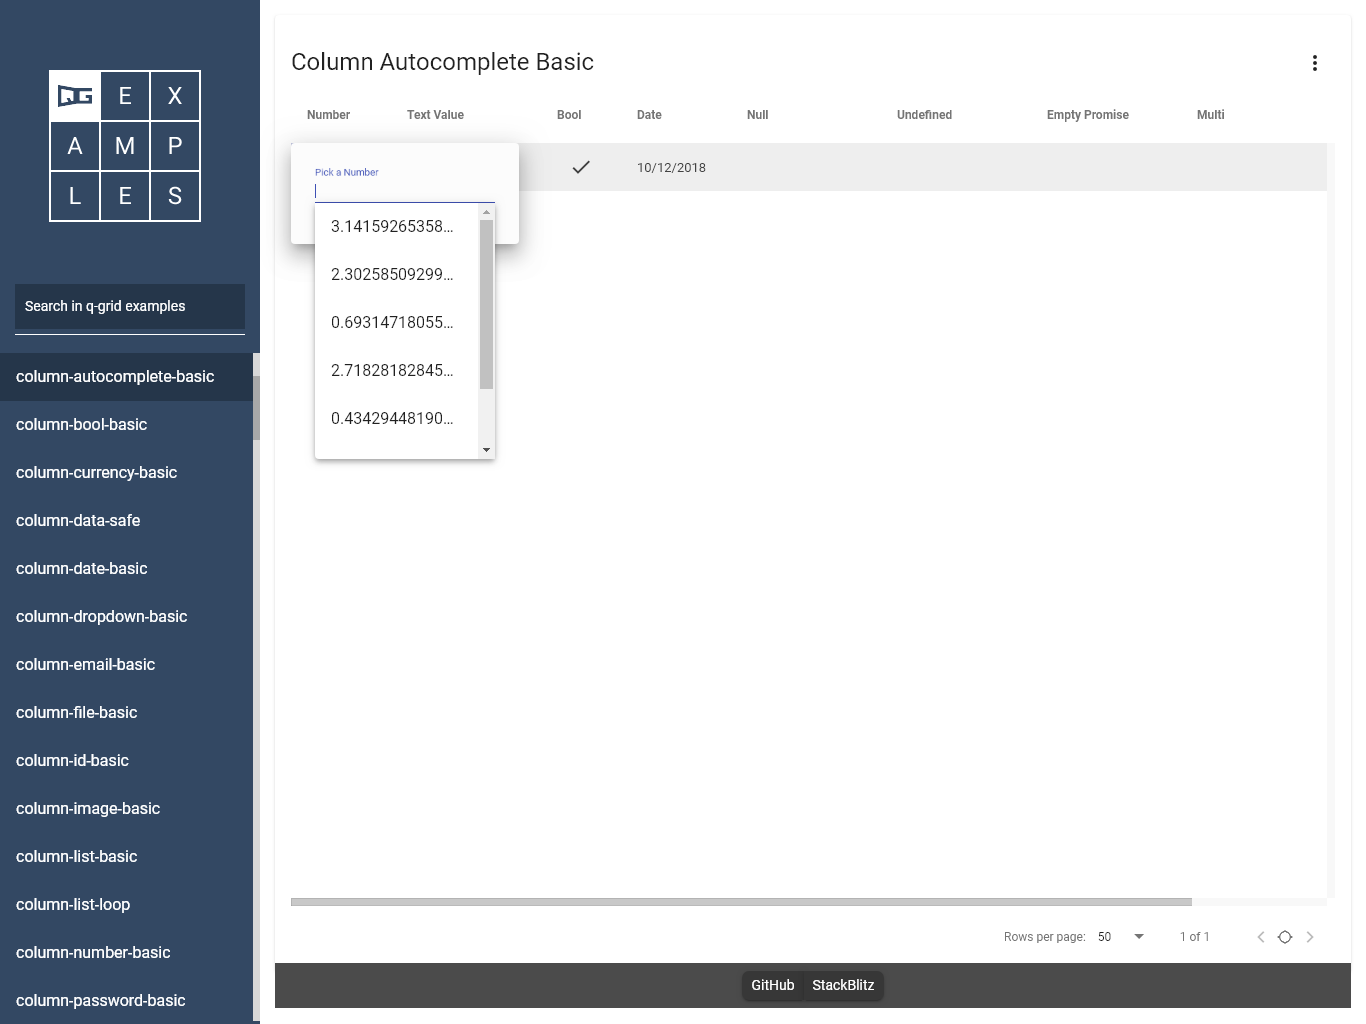 QG E X
A M P
L E S
Search in q-grid examples
column-autocomplete-basic
column-bool-basic
column-currency-basic
column-data-safe
column-date-basic
column-dropdown-basic
column-email-basic
column-file-basic
column-id-basic
column-image-basic
column-list-basic
column-list-loop
column-number-basic
column-password-basic
Column Autocomplete Basic
Number Text Value Bool Date Null Undefined Empty Promise Multi
10/12/2018
Pick a Number
3.14159265358...
2.30258509299...
0.69314718055...
2.71828182845...
0.43429448190...
Rows per page: 50 1 of 1
GitHub StackBlitz